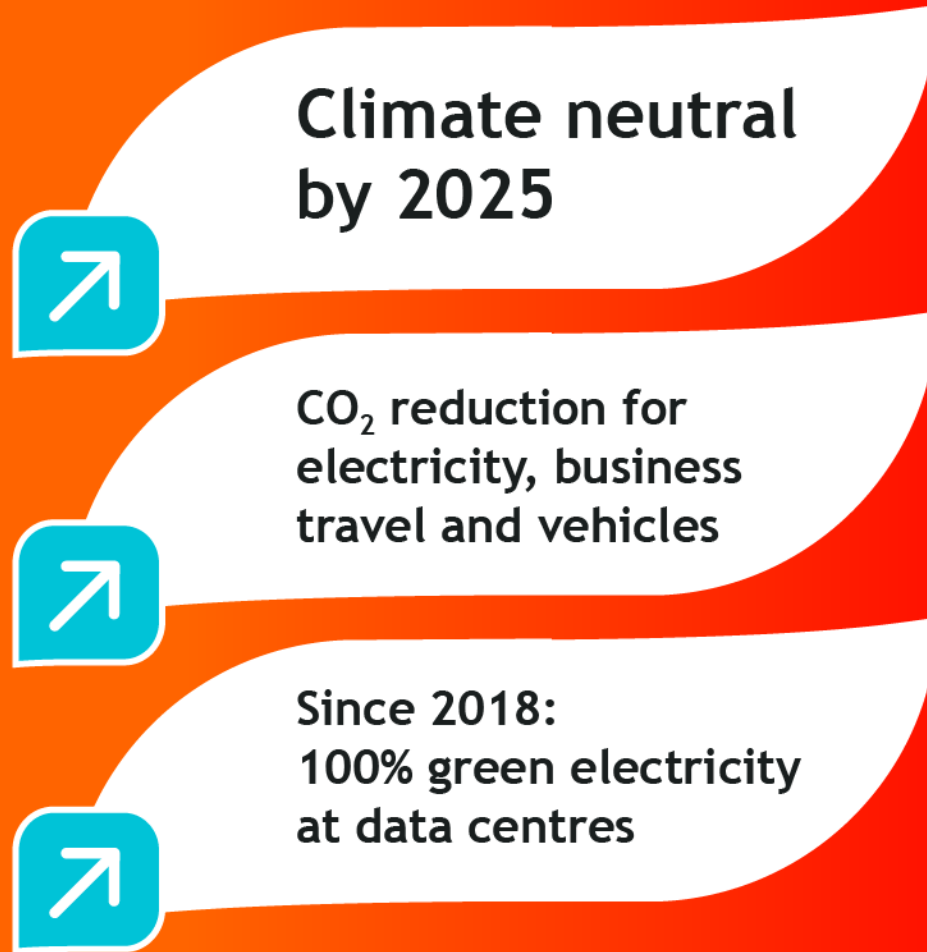 Climate neutral
by 2025
CO₂ reduction for
electricity, business
travel and vehicles
Since 2018:
100% green electricity
at data centres